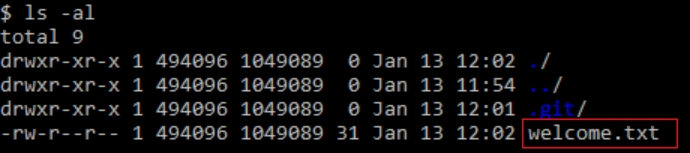 $ ls -al
total 9
drwxr-xr-x 1 494096 1049089  0 Jan 13 12:02 ./
drwxr-xr-x 1 494096 1049089  0 Jan 13 11:54 ../
drwxr-xr-x 1 494096 1049089  0 Jan 13 12:01 .git/
-rw-r--r-- 1 494096 1049089 31 Jan 13 12:02 welcome.txt